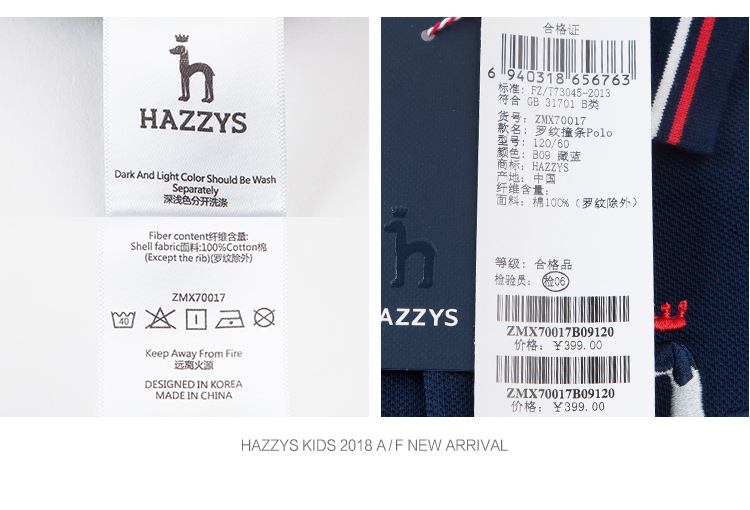 HAZZYS
Dark And Light Color Should Be Wash
Separately
深浅色分开洗涤
Fiber content纤维含量:
Shell fabric面料:100%Cotton棉
(Except the rib)(罗纹除外)
ZMX70017
40
Keep Away From Fire
远离火源
DESIGNED IN KOREA
MADE IN CHINA
AZZYS
合格证
6 940318 656763
标准: FZ/T73045-2013
符合 GB 31701 B类
货号: ZMX70017
款名: 罗纹撞条Polo
型号: 120/60
颜色: B09 藏蓝
商标: HAZZYS
产地: 中国
纤维含量:
面料: 棉100% (罗纹除外)
等级: 合格品
检验员: 检06
ZMX70017B09120
价格: ¥399.00
ZMX70017B09120
价格: ¥399.00
HAZZYS KIDS 2018 A/F NEW ARRIVAL